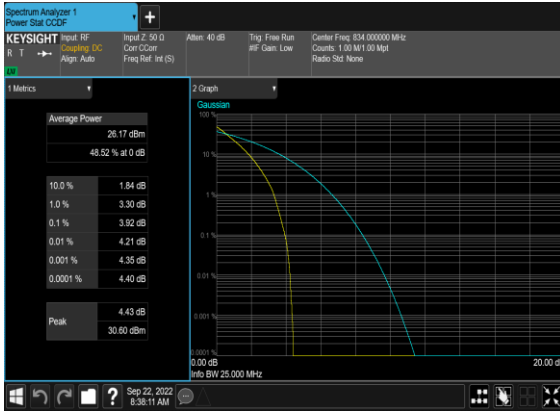 Spectrum Analyzer 1
Power Stat CCDF
KEYSIGHT
R T
LXI
Input: RF
Coupling: DC
Align: Auto
Input Z: 50 Ω
Corr CCorr
Freq Ref: Int (S)
Atten: 40 dB
Trig: Free Run
#IF Gain: Low
Center Freq: 834.000000 MHz
Counts: 1.00 M/1.00 Mpt
Radio Std: None
1 Metrics
Average Power
26.17 dBm
48.52 % at 0 dB
10.0 % 1.84 dB
1.0 % 3.30 dB
0.1 % 3.92 dB
0.01 % 4.21 dB
0.001 % 4.35 dB
0.0001 % 4.40 dB
Peak
4.43 dB
30.60 dBm
2 Graph
Gaussian
100 %
10 %
1 %
0.1 %
0.01 %
0.001 %
0.0001 %
0.00 dB
20.00 d
Info BW 25.000 MHz
Sep 22, 2022
8:38:11 AM